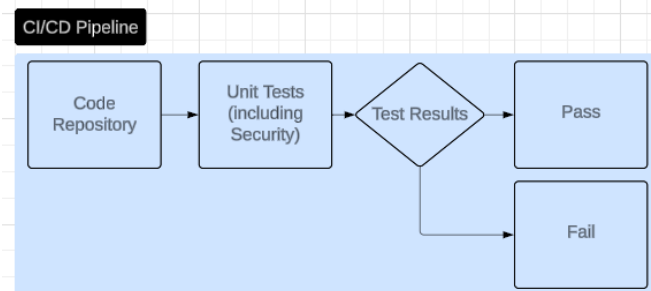 CI/CD Pipeline
Code
Repository
Unit Tests
(including
Security)
Test Results
Pass
Fail